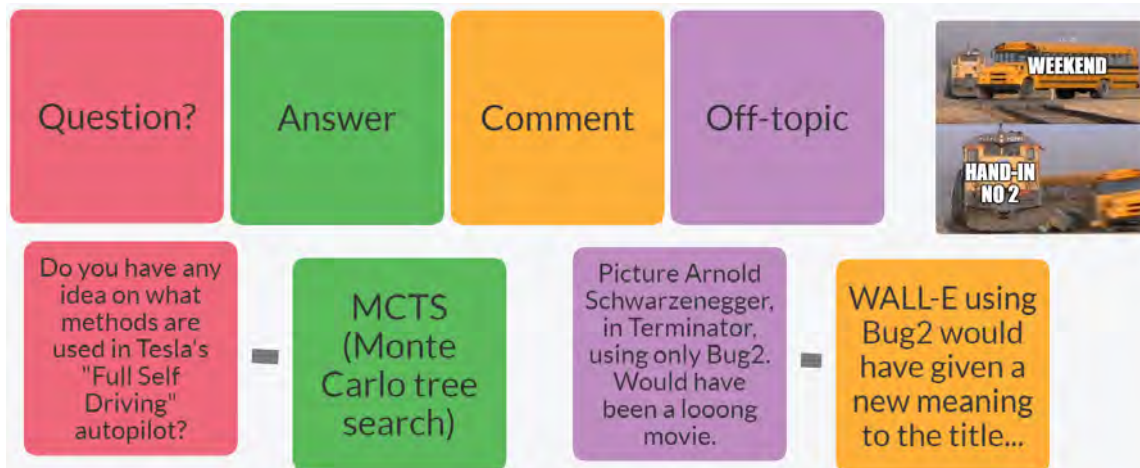 Question?
Answer
Comment
Off-topic
WEEKEND
HAND-IN
NO 2
Do you have any
idea on what
methods are
used in Tesla's
"Full Self
Driving"
autopilot?
MCTS
(Monte
Carlo tree
search)
Picture Arnold
Schwarzenegger,
in Terminator,
using only Bug2.
Would have
been a looong
movie.
WALL-E using
Bug2 would
have given a
new meaning
to the title...